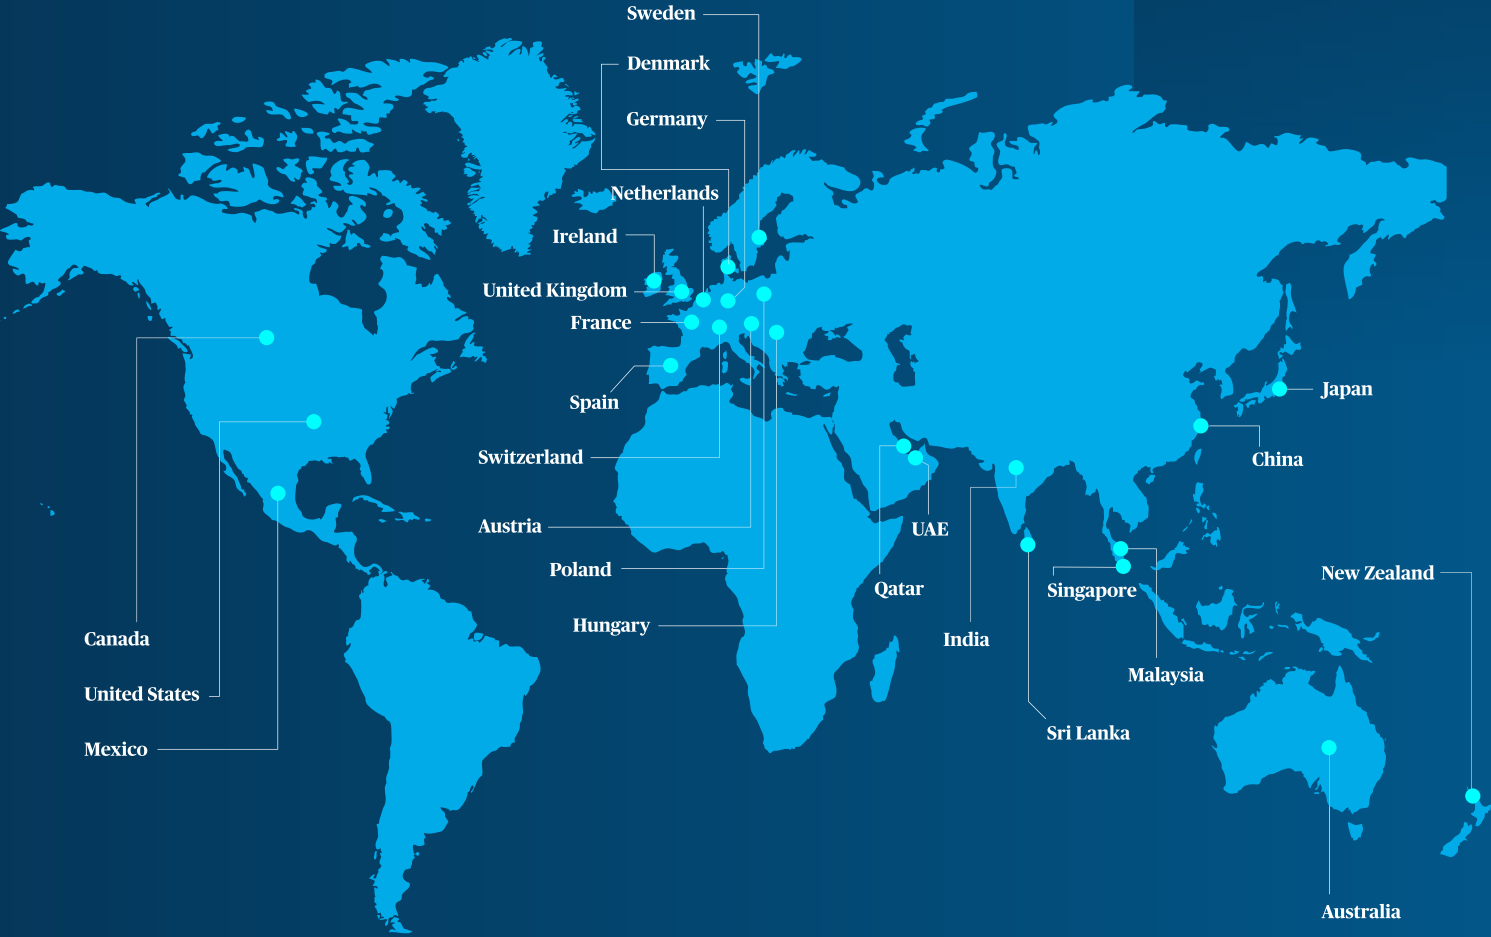 Sweden
Denmark
Germany
Netherlands
Ireland
United Kingdom
France
Spain
Switzerland
Austria
Poland
Hungary
Canada
United States
Mexico
Japan
China
UAE
Qatar
Singapore
India
Malaysia
Sri Lanka
New Zealand
Australia